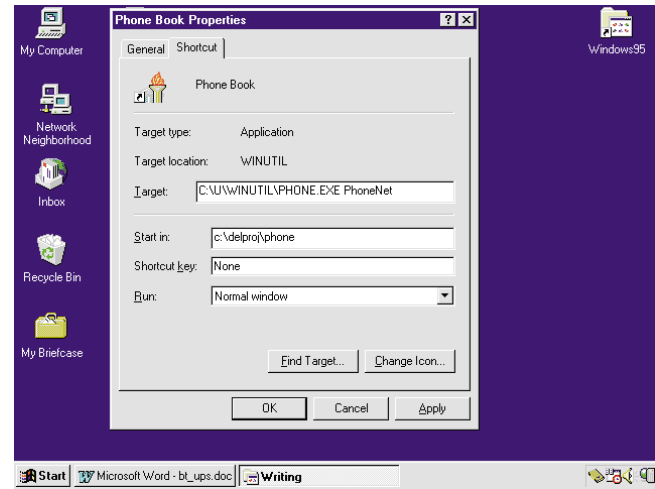 My Computer
Network
Neighborhood
Inbox
Recycle Bin
My Briefcase
Phone Book Properties
General Shortcut
Phone Book
Target type: Application
Target location: WINUTIL
Target: C:\U\WINUTIL\PHONE.EXE PhoneNet
Start in: c:\delproj\phone
Shortcut key: None
Run: Normal window
Find Target... Change Icon...
OK Cancel Apply
Windows95
Start Microsoft Word - bt_ups.doc Writing